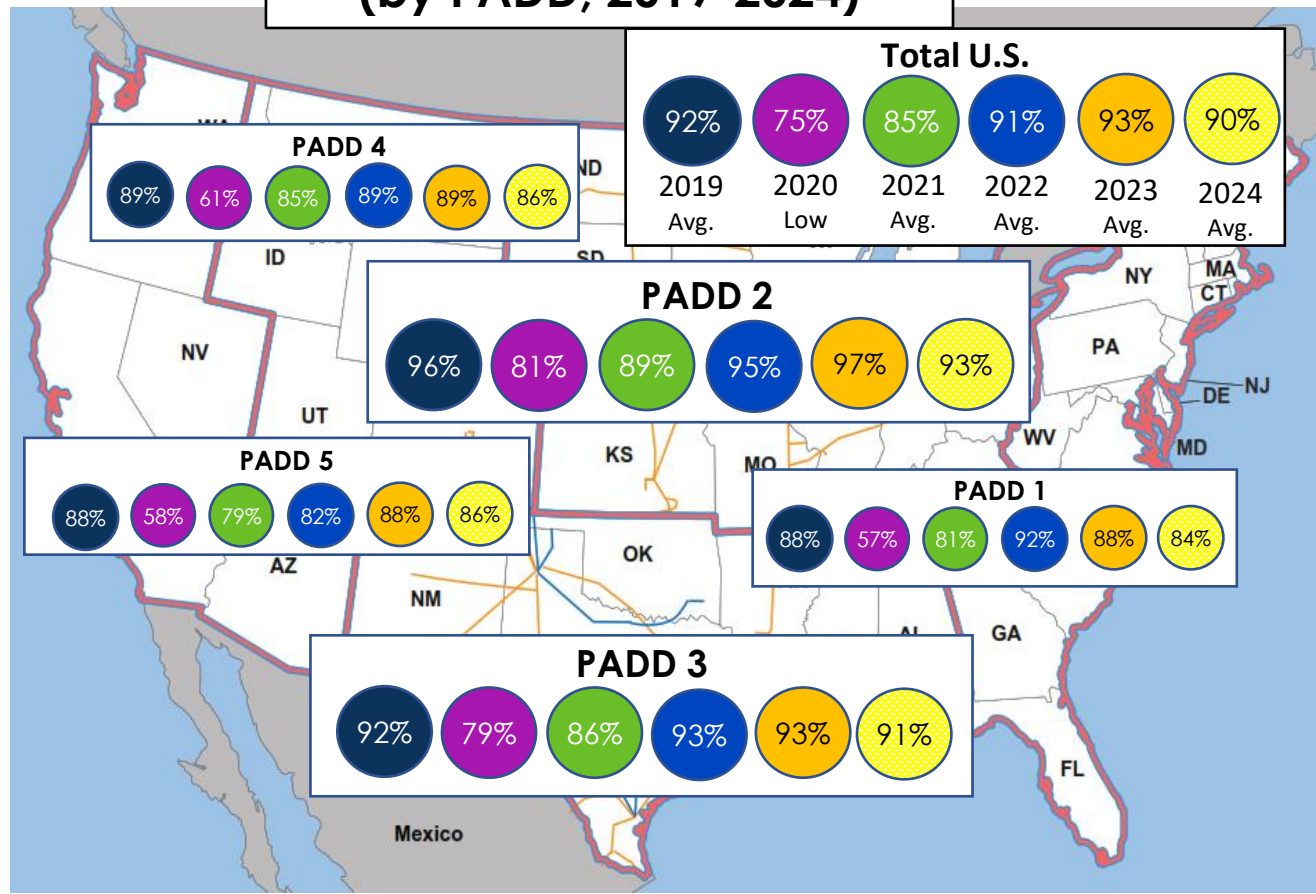 (by PADD, 2019-2024)
Total U.S.
92% 75% 85% 91% 93% 90%
2019 2020 2021 2022 2023 2024
Avg. Low Avg. Avg. Avg. Avg.
PADD 4
89% 61% 85% 89% 89% 86%
ND
ID
SD
NY
MA
CT
PADD 2
96% 81% 89% 95% 97% 93%
NV
PA
NJ
DE
UT
WV
MD
KS
MO
PADD 5
88% 58% 79% 82% 88% 86%
PADD 1
88% 57% 81% 92% 88% 84%
AZ
OK
NM
GA
PADD 3
92% 79% 86% 93% 93% 91%
FL
Mexico